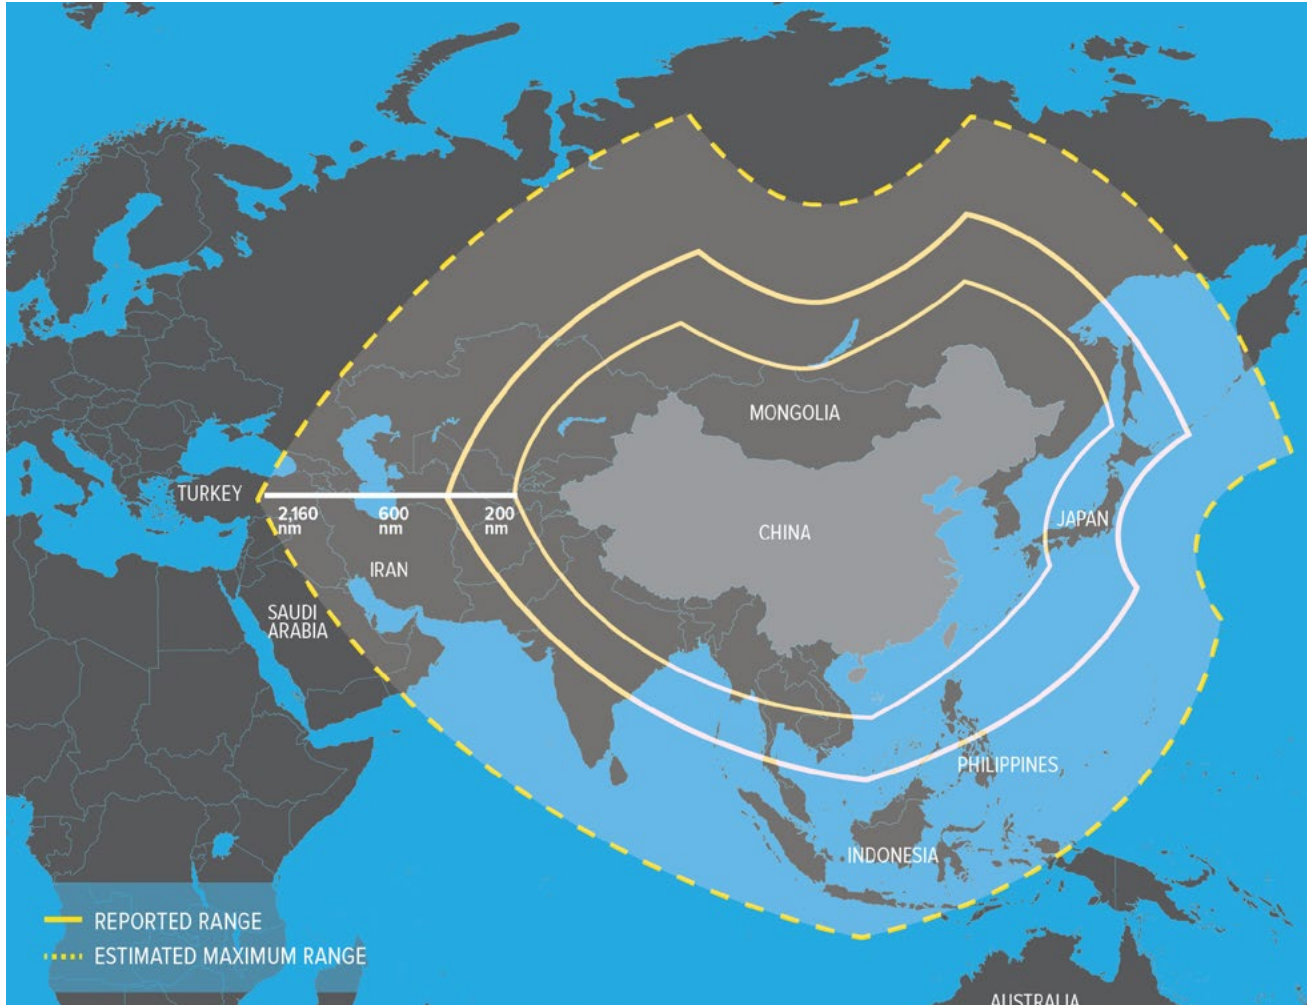 MONGOLIA
TURKEY
2,160
nm
600
nm
200
nm
JAPAN
CHINA
IRAN
SAUDI
ARABIA
PHILIPPINES
INDONESIA
REPORTED RANGE
ESTIMATED MAXIMUM RANGE
AUSTRALIA